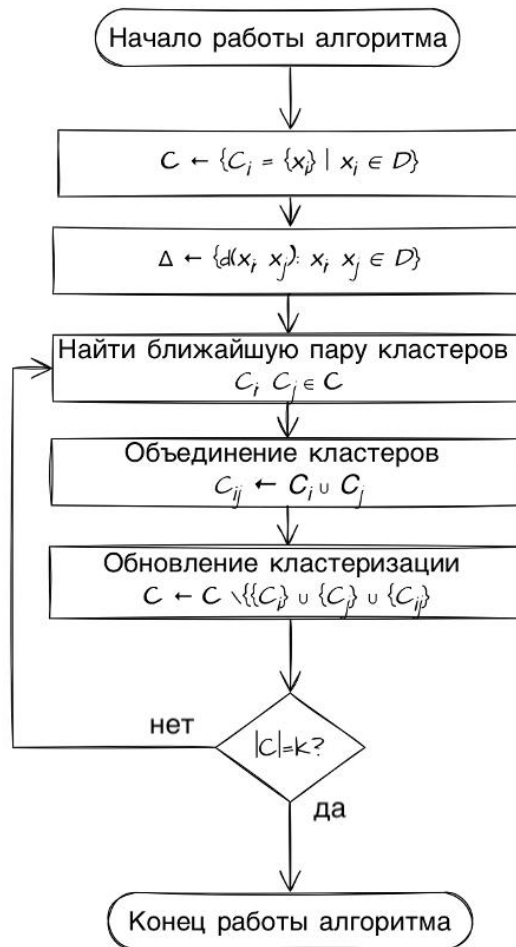 Начало работы алгоритма
C ← {C_i = {x_i} | x_i ∈ D}
Δ ← {d(x_i, x_j): x_i, x_j ∈ D}
Найти ближайшую пару кластеров
C_i, C_j ∈ C
Объединение кластеров
C_ij ← C_i ∪ C_j
Обновление кластеризации
C ← C \{{C_i} ∪ {C_j} ∪ {C_ij}
нет
|C|=k?
да
Конец работы алгоритма